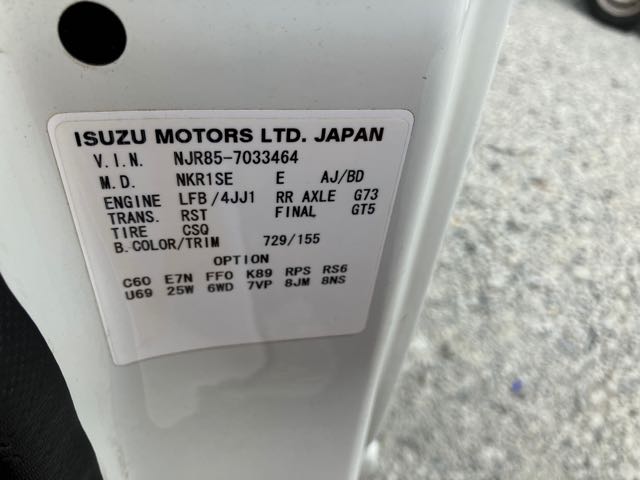 ISUZU MOTORS LTD. JAPAN
V.I.N. NJR85-7033464
M.D. NKR1SE E AJ/BD
ENGINE LFB/4JJ1 RR AXLE G73
TRANS. RST FINAL GT5
TIRE CSQ
B.COLOR/TRIM 729/155
OPTION
C60 E7N FF0 K89 RPS RS6
U69 25W 6WD 7VP 8JM 8NS